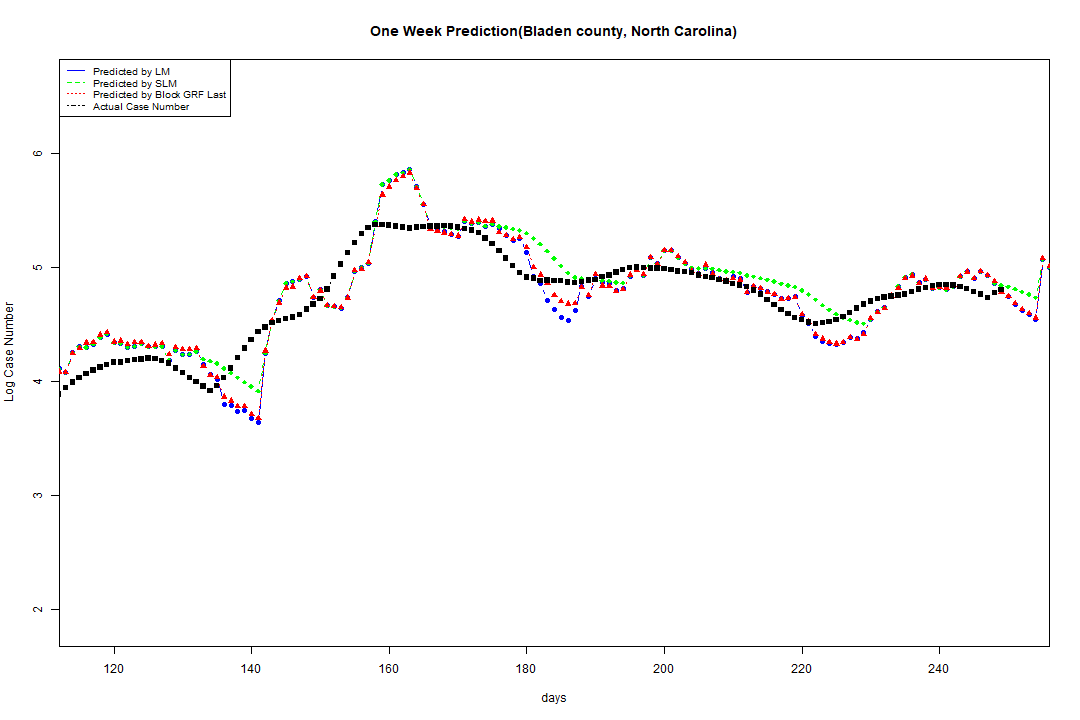 One Week Prediction(Bladen county, North Carolina)
Predicted by LM
Predicted by SLM
Predicted by Block GRF Last
Actual Case Number
6
5
4
3
2
Log Case Number
120 140 160 180 200 220 240
days